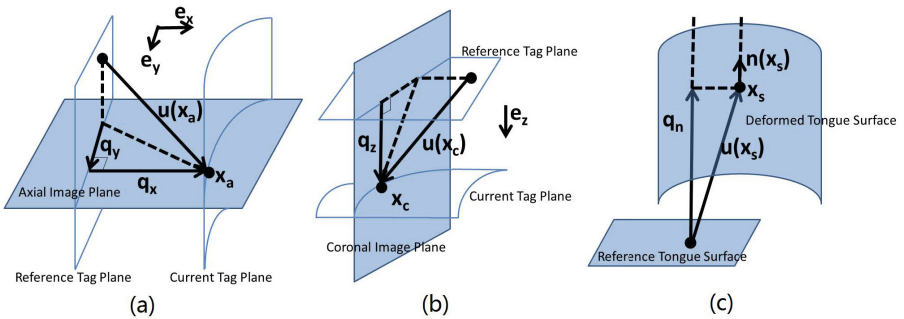 e_x
e_y
u(x_a)
q_y
q_x
x_a
Axial Image Plane
Reference Tag Plane
Current Tag Plane
(a)
Reference Tag Plane
e_z
q_z
u(x_c)
x_c
Current Tag Plane
Coronal Image Plane
(b)
n(x_s)
x_s
q_n
Deformed Tongue Surface
u(x_s)
Reference Tongue Surface
(c)